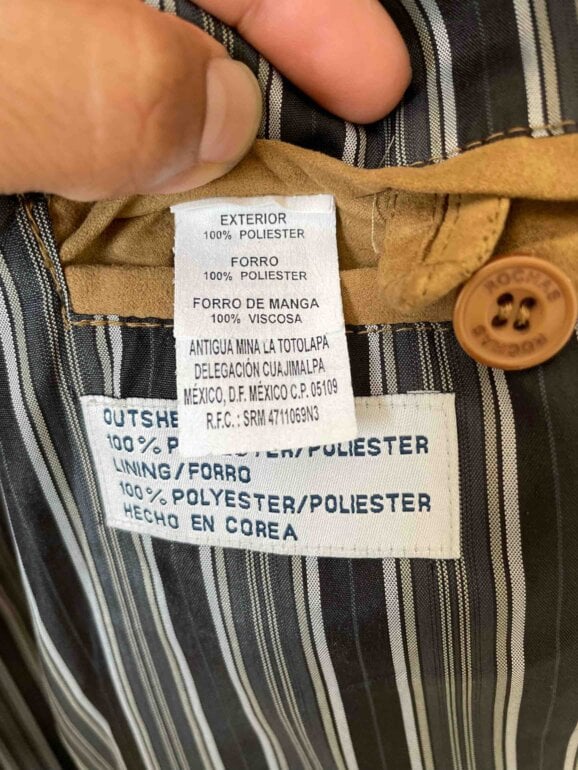 EXTERIOR
100% POLIESTER
FORRO
100% POLIESTER
FORRO DE MANGA
100% VISCOSA
ANTIGUA MINA LA TOTOLAPA
DELEGACIÓN CUAJIMALPA
MÉXICO, D.F. MÉXICO C.P. 05109
R.F.C.: SRM 4711069N3
ROCHAS
ROCHAS
100% /POLIESTER
LINING/FORRO
100% POLYESTER/POLIESTER
HECHO EN COREA